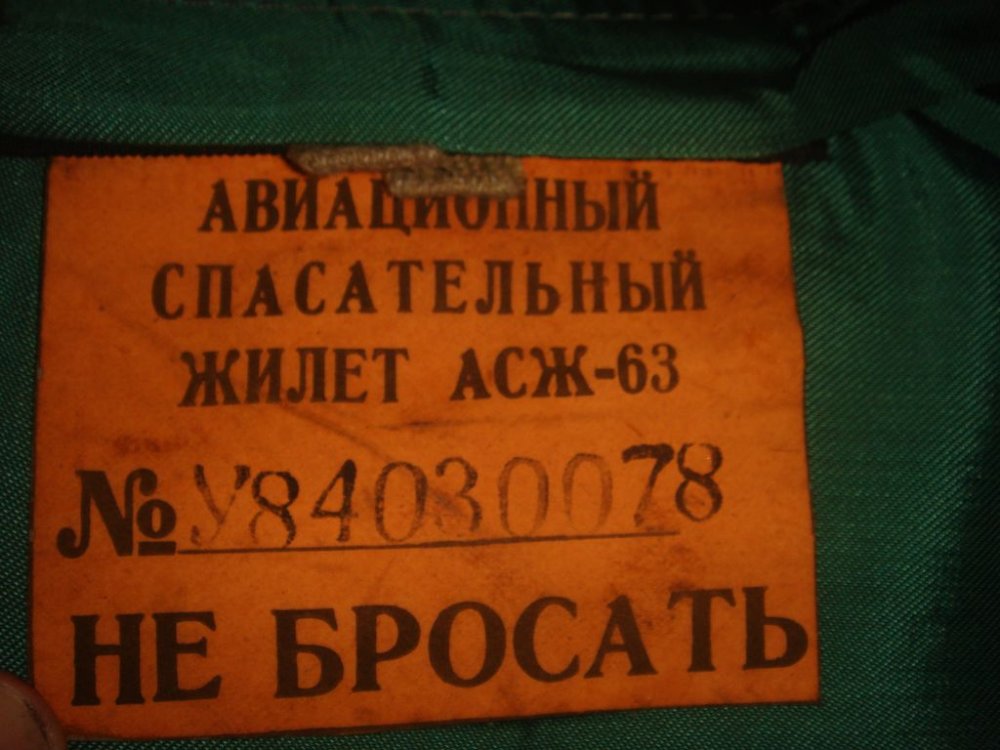 АВИАЦИОННЫЙ
СПАСАТЕЛЬНЫЙ
ЖИЛЕТ АСЖ-63
№ У84030078
НЕ БРОСАТЬ